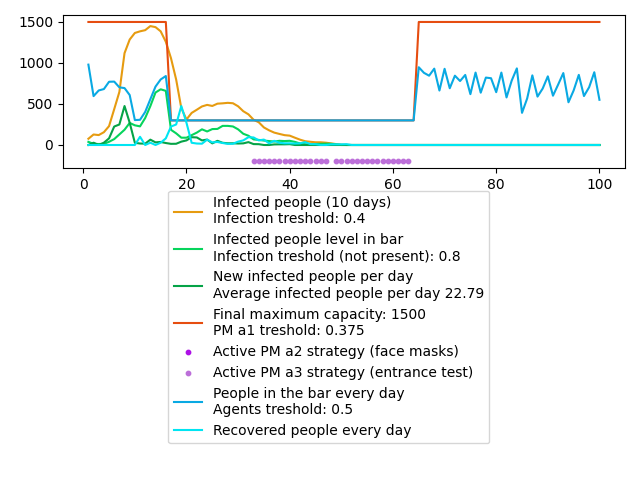 1500
1000
500
0
0
20
40
60
80
100
Infected people (10 days)
Infection treshold: 0.4
Infected people level in bar
Infection treshold (not present): 0.8
New infected people per day
Average infected people per day 22.79
Final maximum capacity: 1500
PM a1 treshold: 0.375
Active PM a2 strategy (face masks)
Active PM a3 strategy (entrance test)
People in the bar every day
Agents treshold: 0.5
Recovered people every day